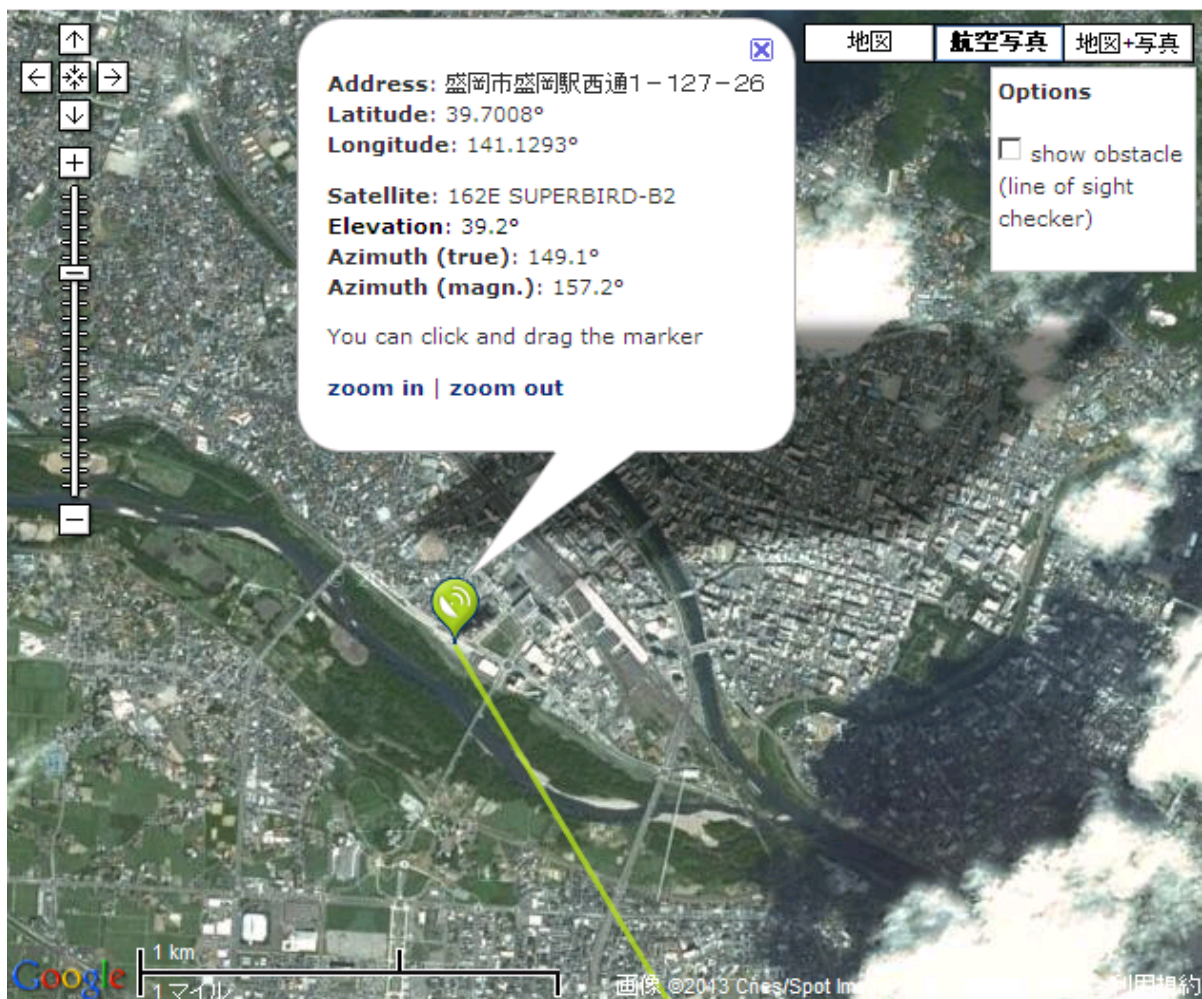 Address: 盛岡市盛岡駅西通1－127－26
Latitude: 39.7008°
Longitude: 141.1293°
Satellite: 162E SUPERBIRD-B2
Elevation: 39.2°
Azimuth (true): 149.1°
Azimuth (magn.): 157.2°
You can click and drag the marker
zoom in | zoom out
地図 航空写真 地図+写真
Options
show obstacle
(line of sight
checker)
1 km
1 マイル
Google
画像 ©2013 Cnes/Spot 利用規約